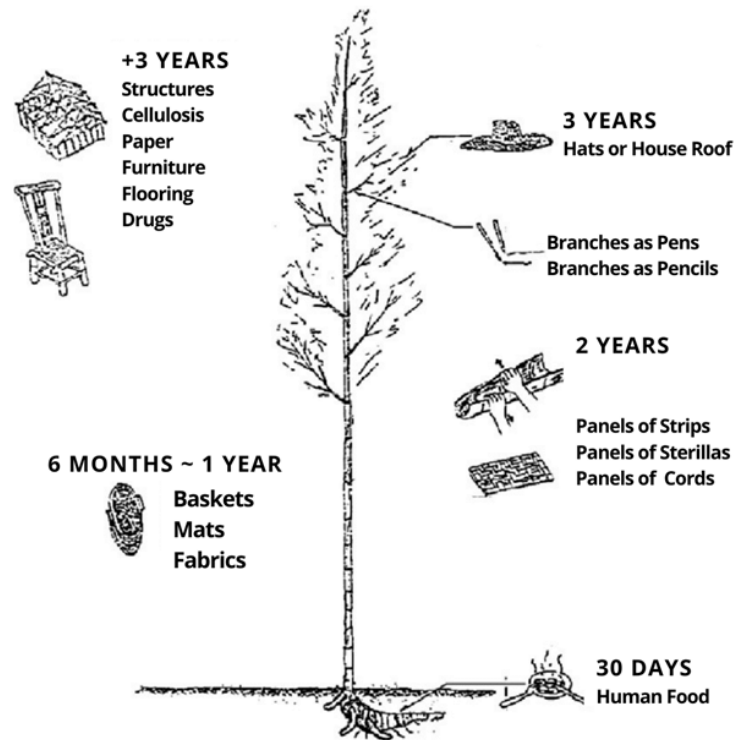 +3 YEARS
Structures
Cellulosis
Paper
Furniture
Flooring
Drugs
3 YEARS
Hats or House Roof
Branches as Pens
Branches as Pencils
2 YEARS
Panels of Strips
Panels of Sterillas
Panels of Cords
6 MONTHS ~ 1 YEAR
Baskets
Mats
Fabrics
30 DAYS
Human Food